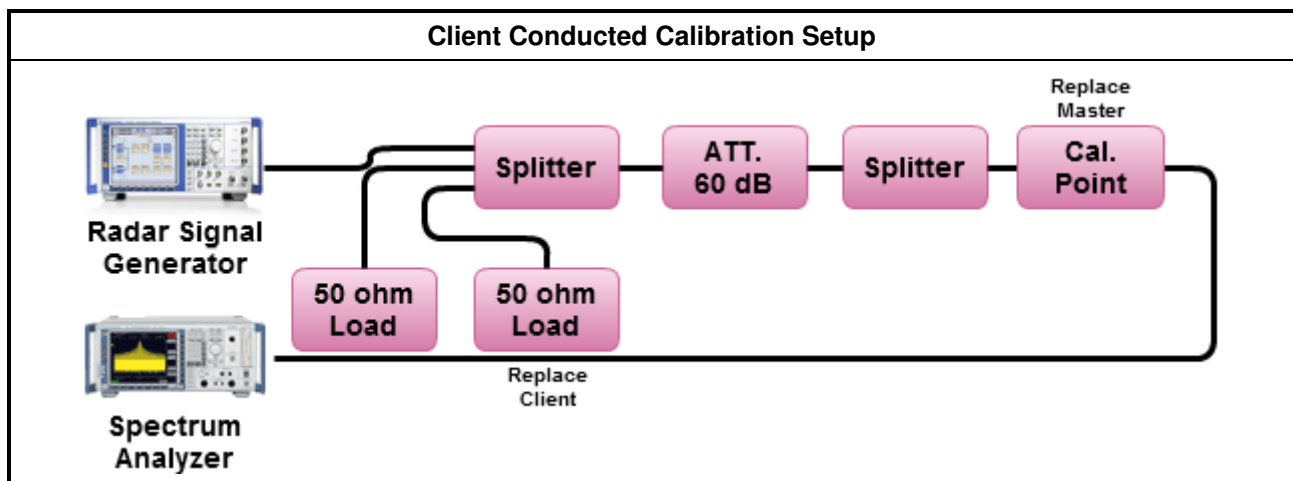 Client Conducted Calibration Setup
Replace
Master
Splitter
ATT.
60 dB
Splitter
Cal.
Point
Radar Signal
Generator
50 ohm
Load
50 ohm
Load
Replace
Client
Spectrum
Analyzer